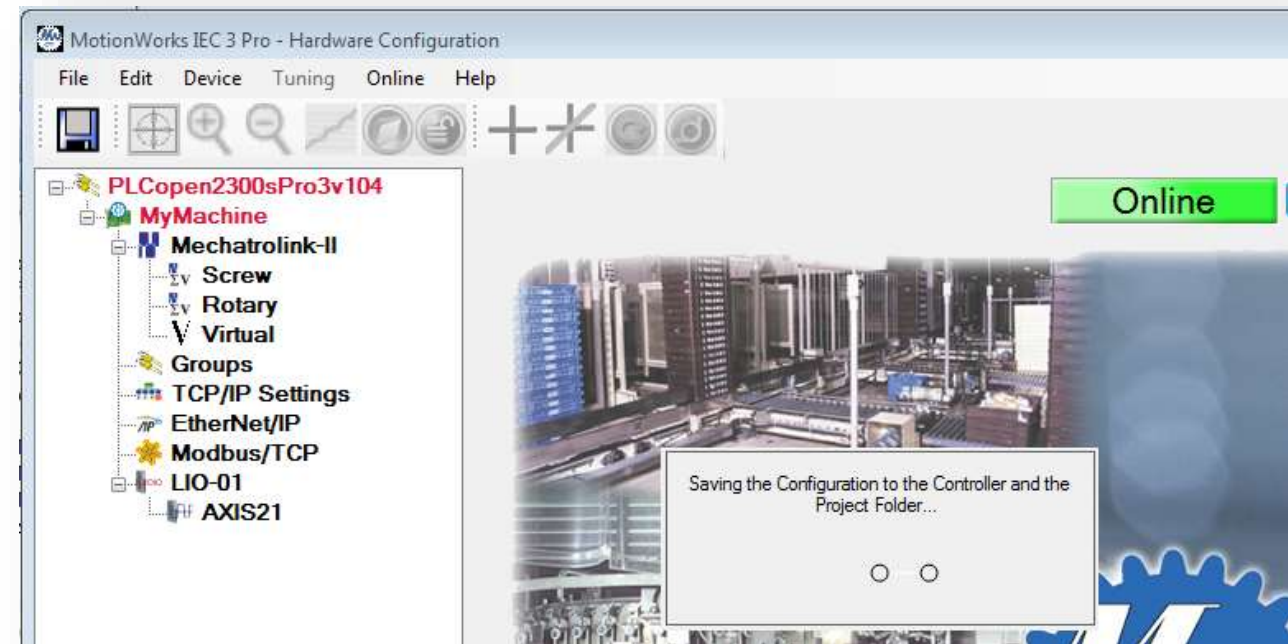 MotionWorks IEC 3 Pro - Hardware Configuration
File Edit Device Tuning Online Help
PLCopen2300sPro3v104
MyMachine
Mechatrolink-II
Screw
Rotary
Virtual
Groups
TCP/IP Settings
EtherNet/IP
Modbus/TCP
LIO-01
AXIS21
Online
Saving the Configuration to the Controller and the
Project Folder...